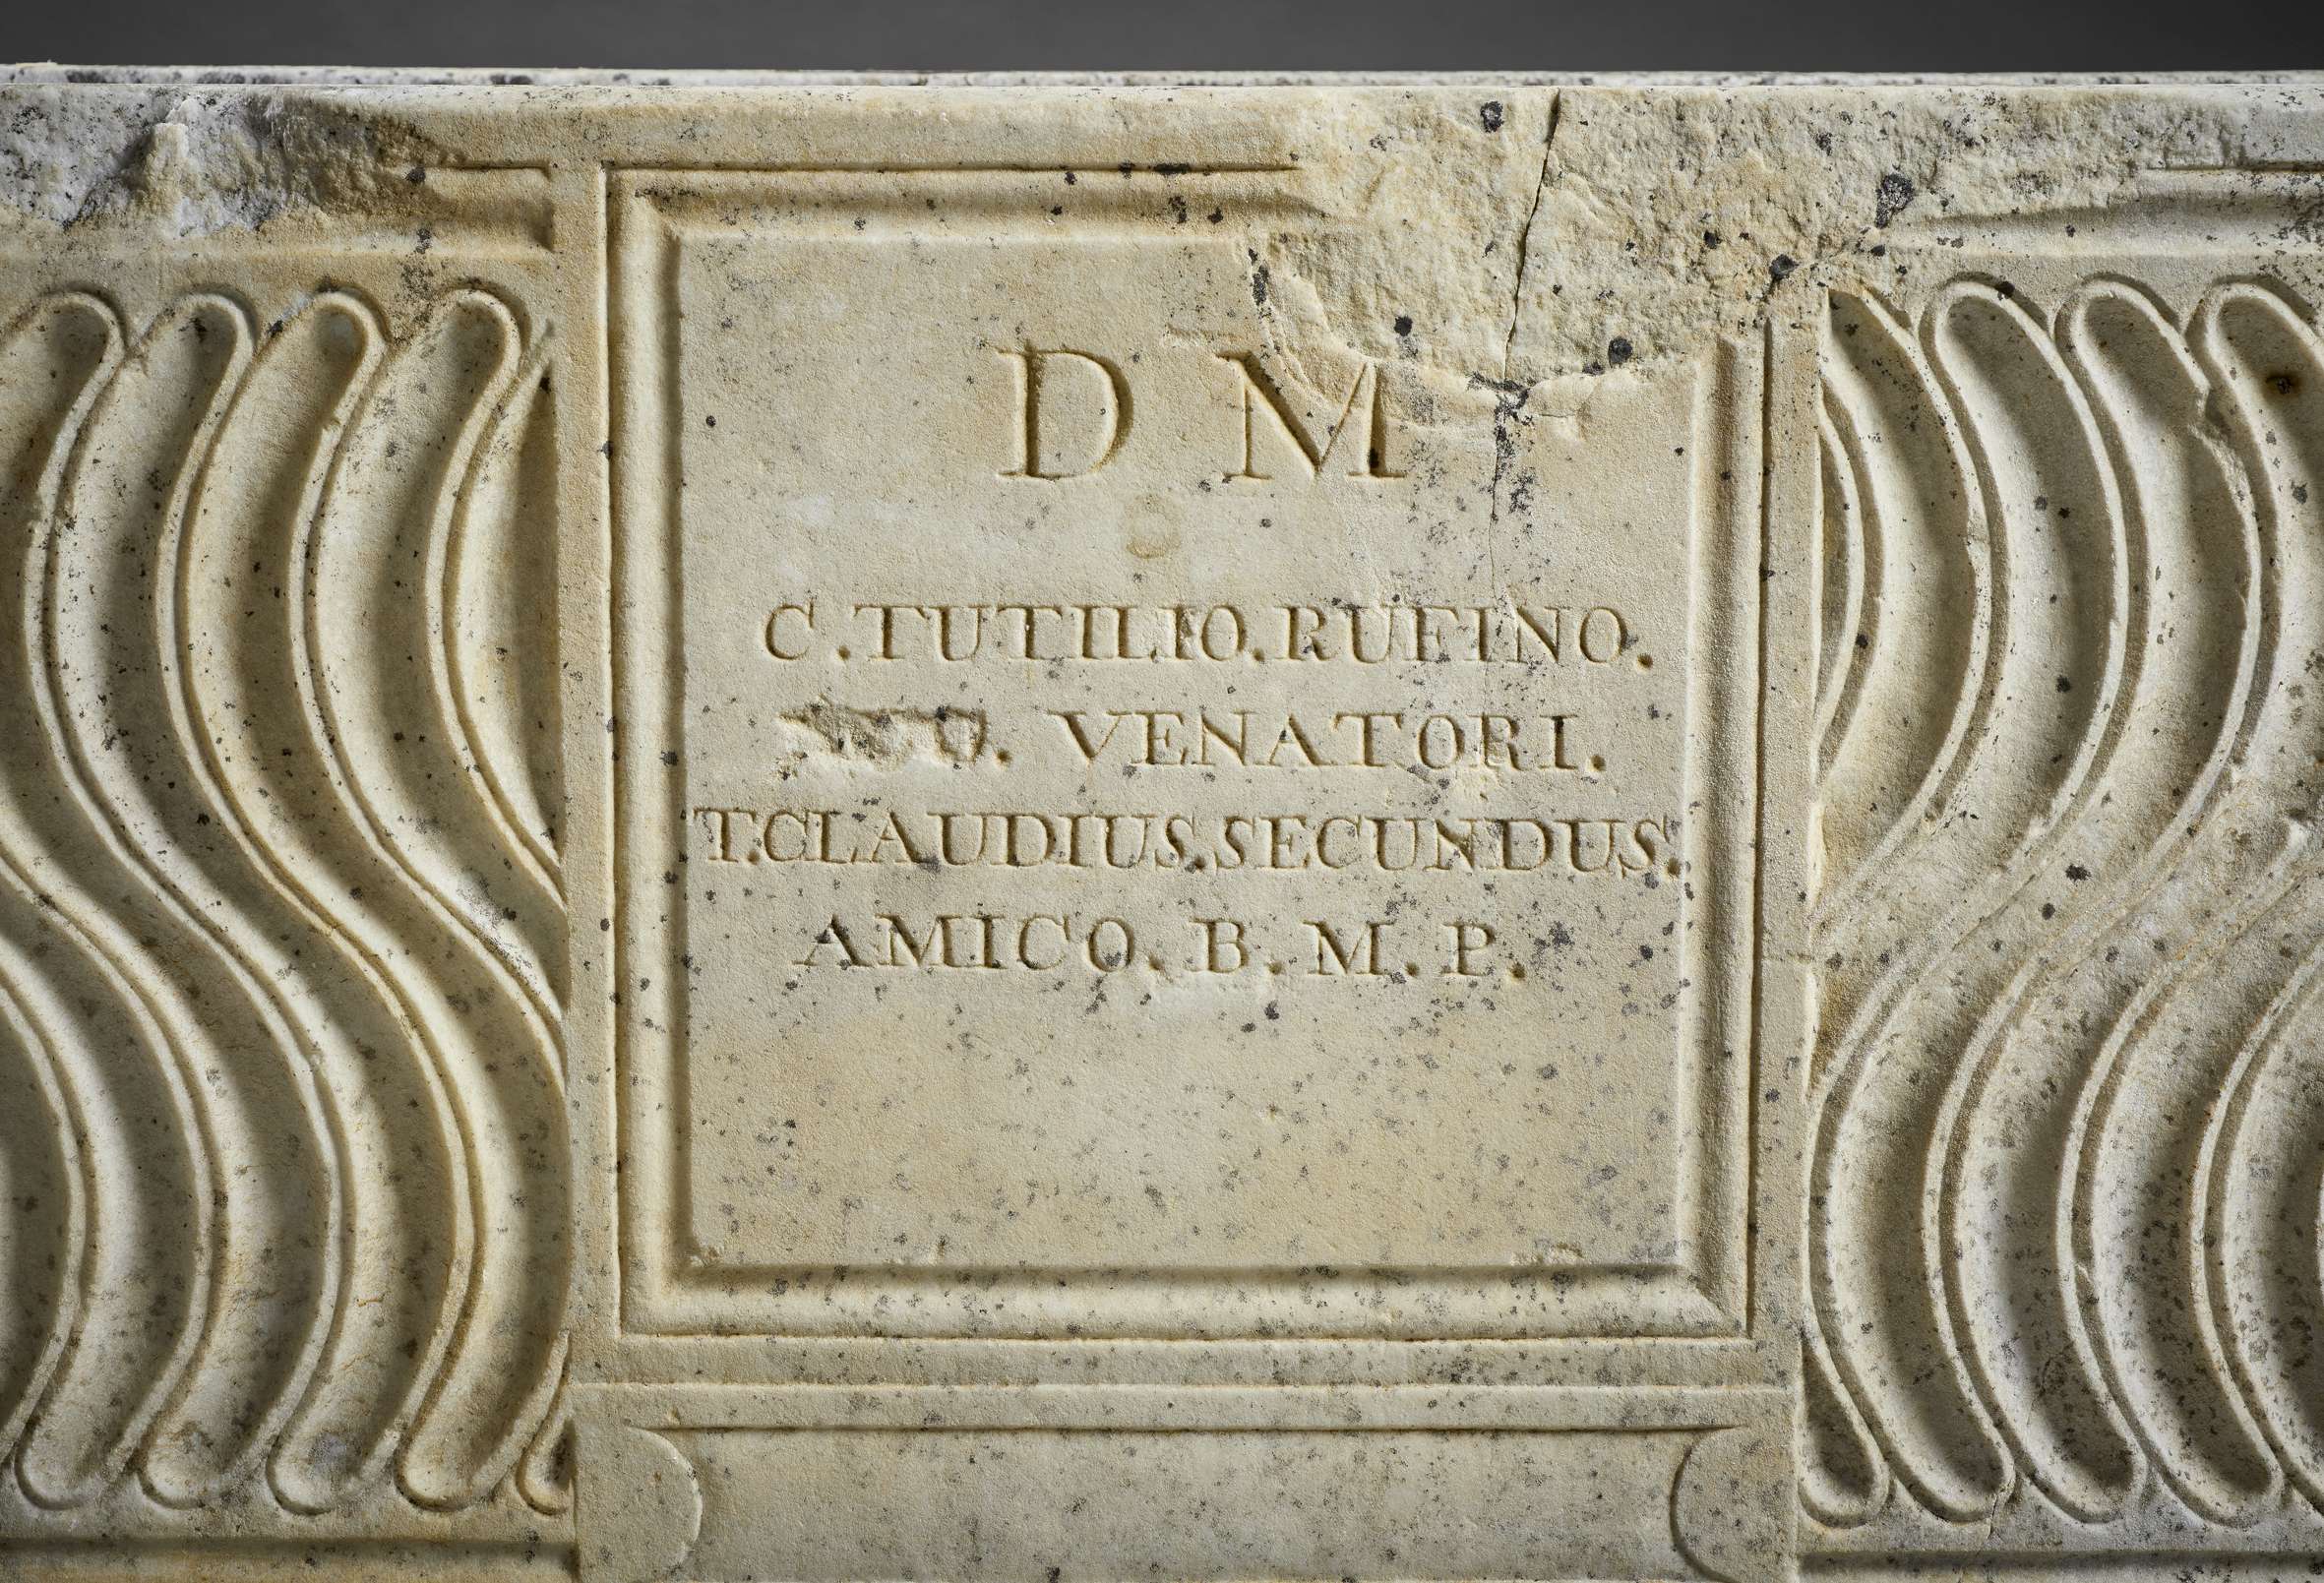 D M
C. TUTILIO. RUFINO.
VENATORI.
T. CLAUDIUS. SECUNDUS.
AMICO. B. M. P.